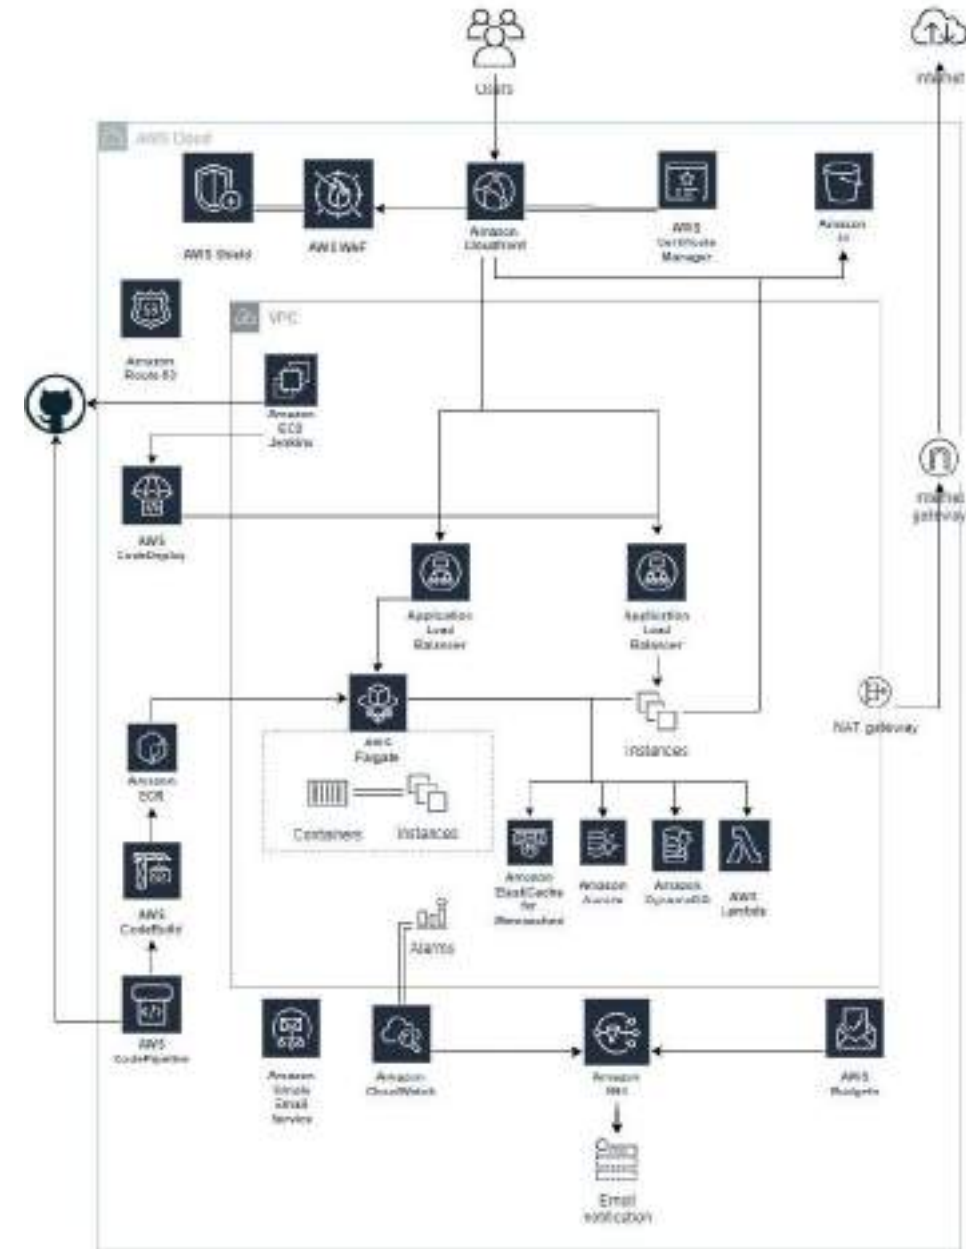 Users
Internet
AWS Cloud
AWS Shield
AWS WAF
Amazon
Cloudfront
AWS
Certificate
Manager
Amazon
53
Amazon
Route 53
VPC
Amazon
EC2
Jenkins
Internet
gateway
AWS
CodeDeploy
Application
Load
Balancer
Application
Load
Balancer
NAT gateway
AWS
Fargate
Instances
Amazon
ECR
Containers
Instances
Amazon
ElastiCache
for
Memcached
Amazon
Aurora
Amazon
DynamoDB
AWS
Lambda
AWS
CodeBuild
Alarms
AWS
CodePipeline
Amazon
Simple
Email
Service
Amazon
CloudWatch
Amazon
SNS
AWS
Budgets
Email
notification